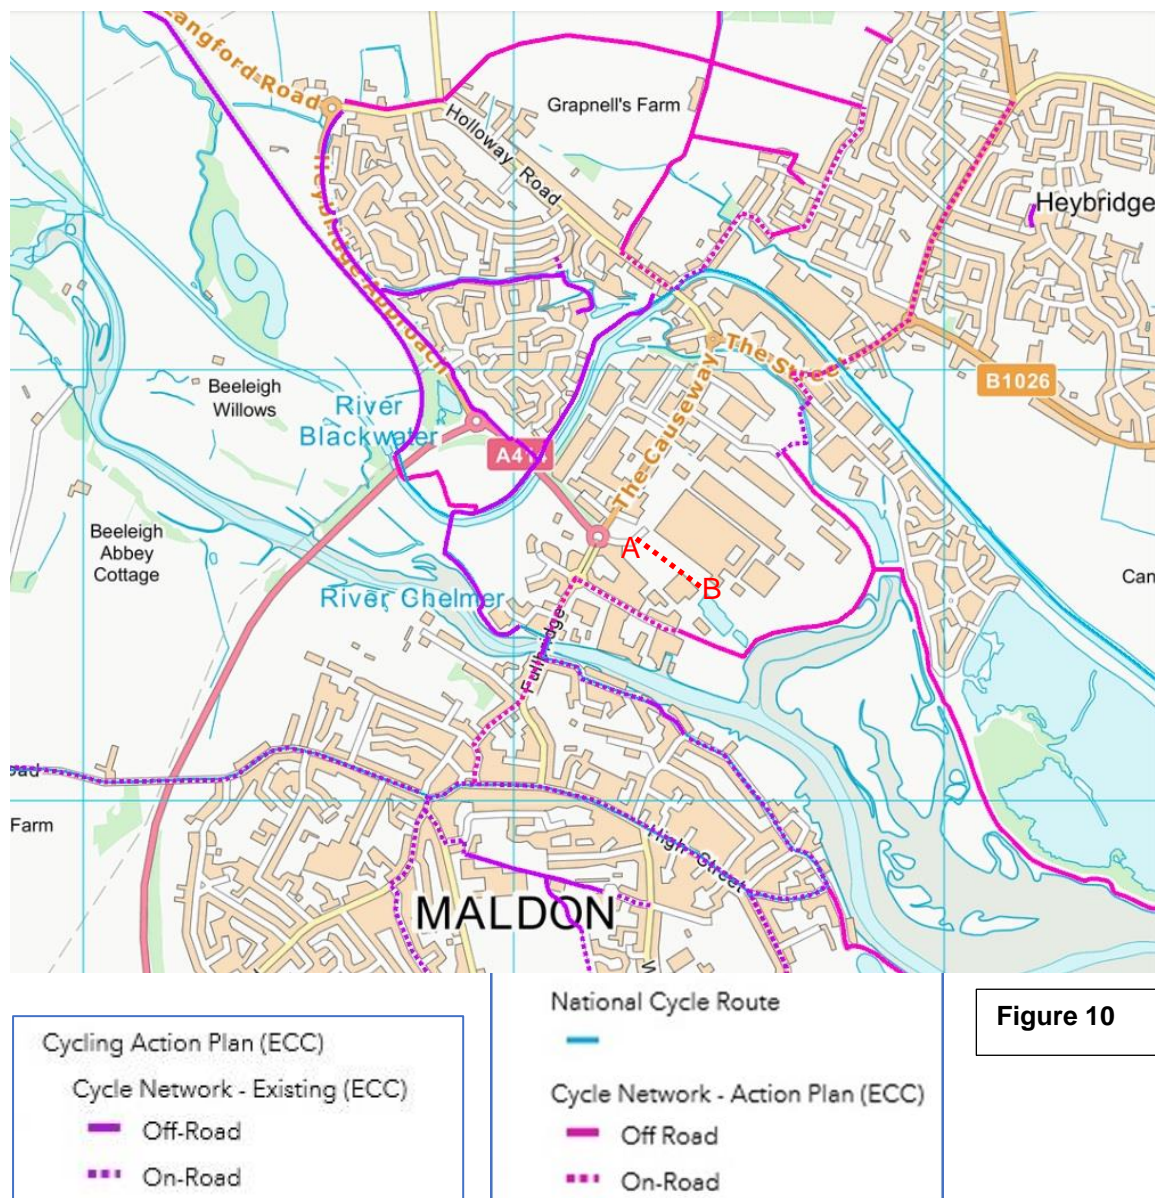 Langford Road
Grapnell's Farm
Holloway Road
Heybridge
Heybridge Approach
Beeleigh
Willows
River
Blackwater
The Street
The Causeway
B1026
Beeleigh
Abbey
Cottage
A
B
River Chelmer
Fullbridge
Farm
High Street
MALDON
National Cycle Route
Figure 10
Cycling Action Plan (ECC)
Cycle Network - Existing (ECC)
Off-Road
On-Road
Cycle Network - Action Plan (ECC)
Off Road
On-Road